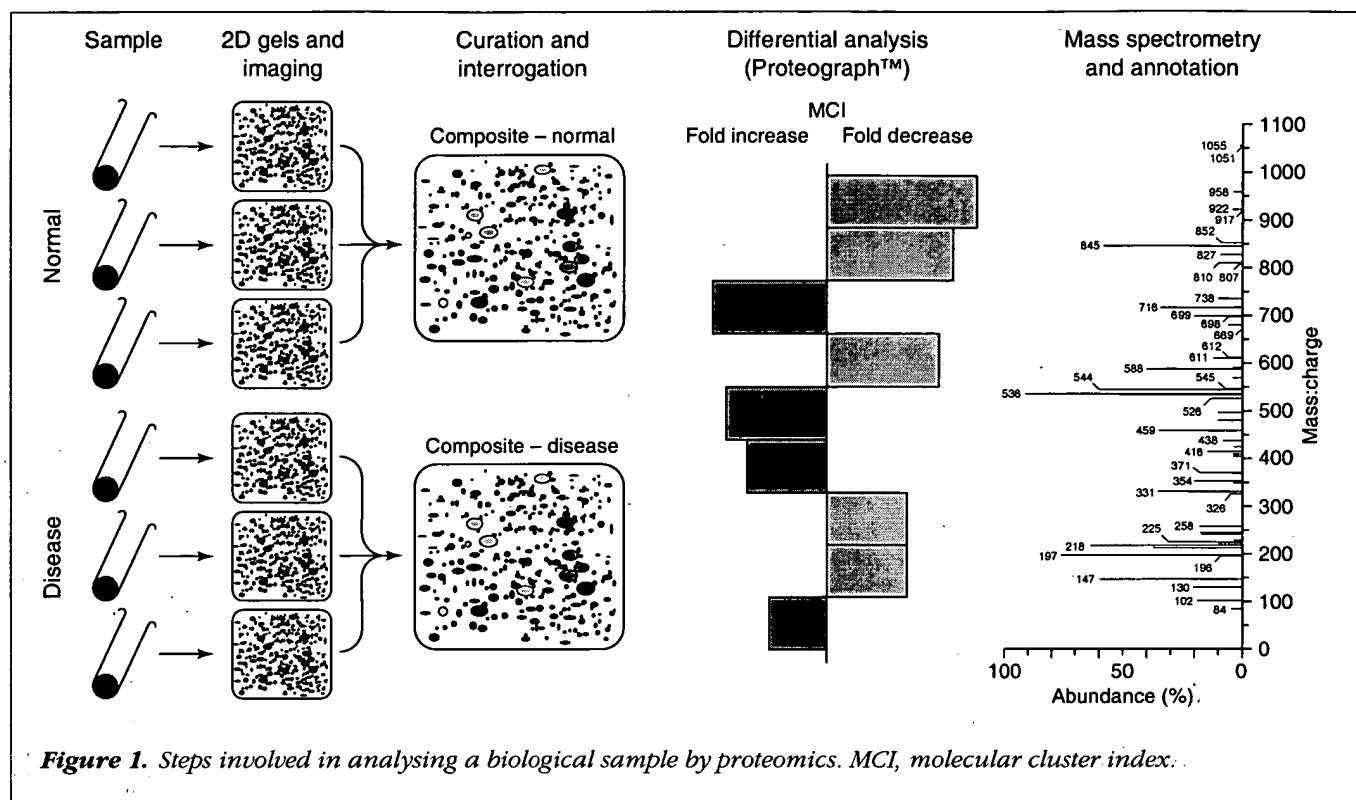 Sample
2D gels and
imaging
Curation and
interrogation
Differential analysis
(Proteograph™)
Mass spectrometry
and annotation
Normal
Disease
Composite – normal
Composite – disease
MCI
Fold increase
Fold decrease
1100
1000
900
800
700
600
500
400
300
200
100
0
Mass:charge
1055
1051
958
922
917
852
845
827
810
807
738
716
699
698
669
612
611
588
544
545
536
526
459
438
416
371
354
331
326
258
225
218
197
196
147
130
102
84
100
50
0
Abundance (%)
Figure 1. Steps involved in analysing a biological sample by proteomics. MCI, molecular cluster index.